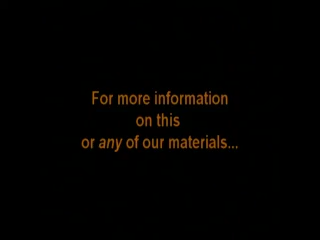 For more information
on this
or any of our materials...